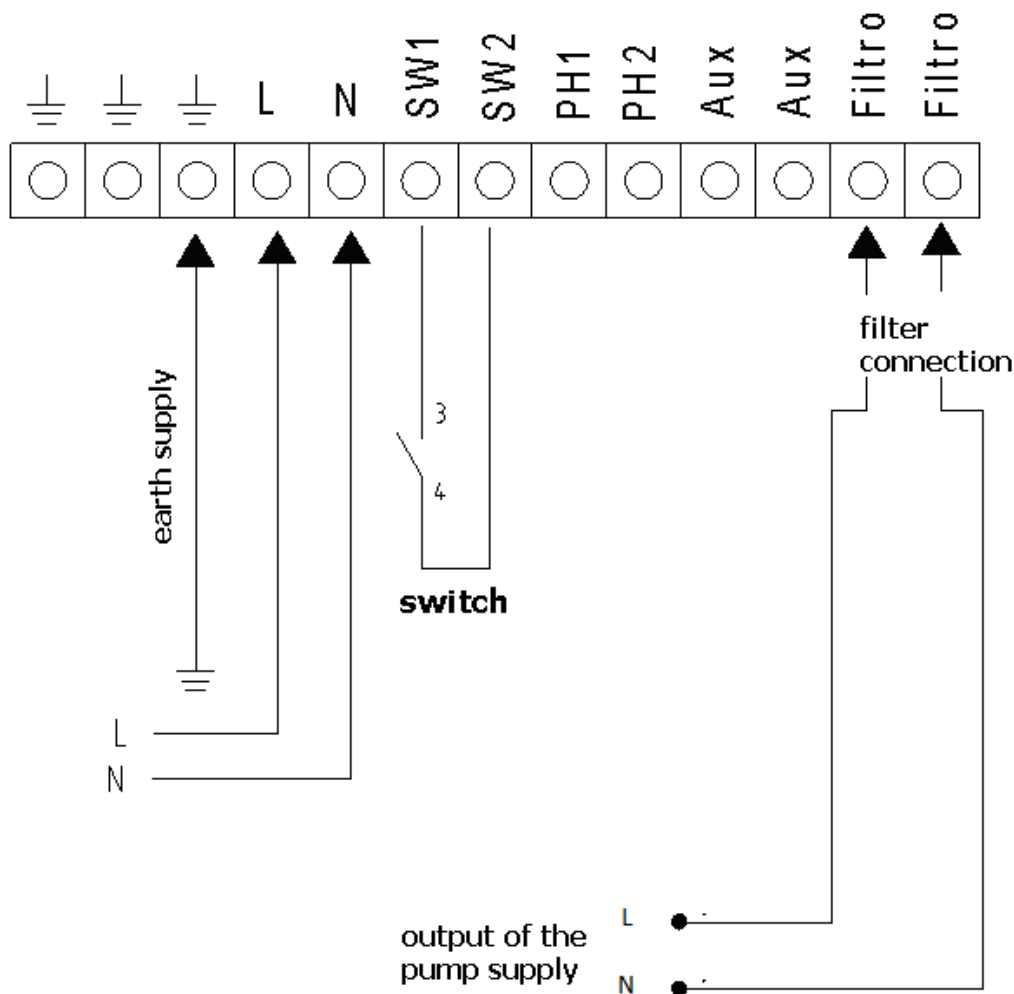 L
N
SW1
SW2
PH1
PH2
Aux
Aux
Filtro
Filtro
filter
connection
earth supply
3
4
switch
L
N
output of the
pump supply
L
N